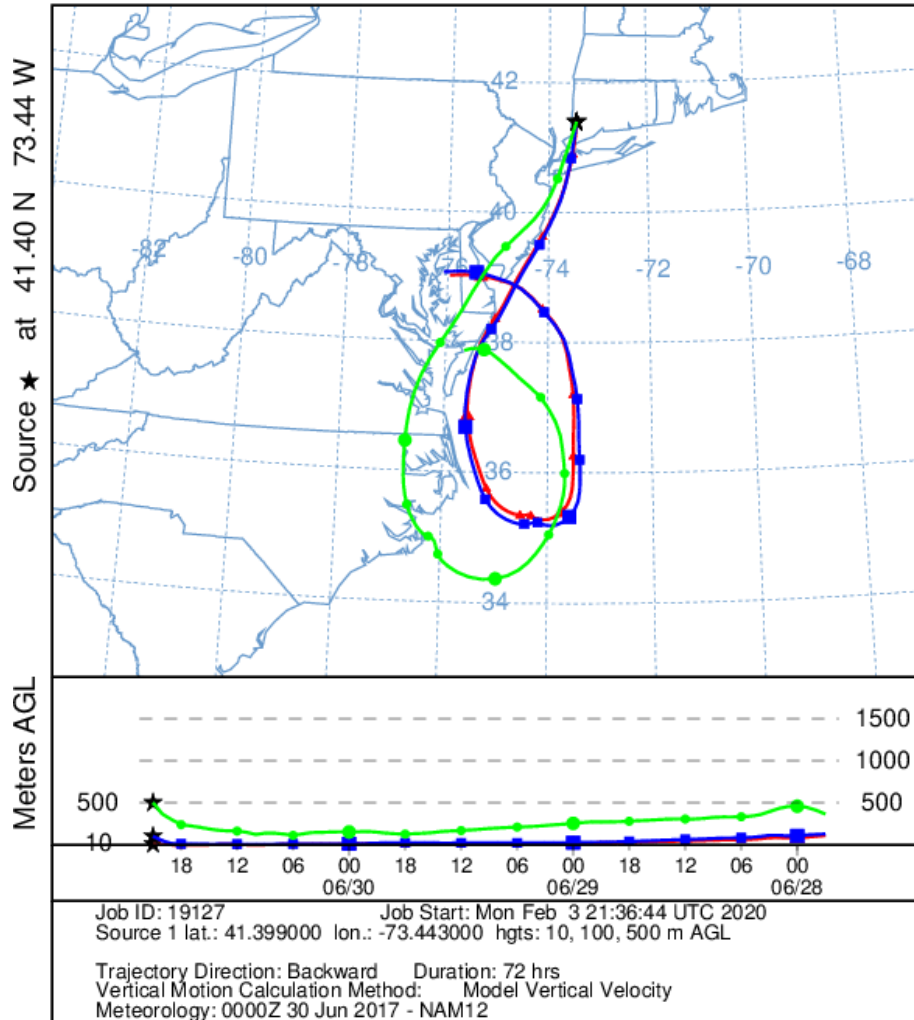 Source ★ at 41.40 N 73.44 W
42
40
-82
-80
-78
-76
-74
-72
-70
-68
38
36
34
Meters AGL
1500
1000
500
500
10
18 12 06 00 18 12 06 00 18 12 06 00
06/30 06/29 06/28
Job ID: 19127 Job Start: Mon Feb 3 21:36:44 UTC 2020
Source 1 lat.: 41.399000 lon.: -73.443000 hgts: 10, 100, 500 m AGL
Trajectory Direction: Backward Duration: 72 hrs
Vertical Motion Calculation Method: Model Vertical Velocity
Meteorology: 0000Z 30 Jun 2017 - NAM12